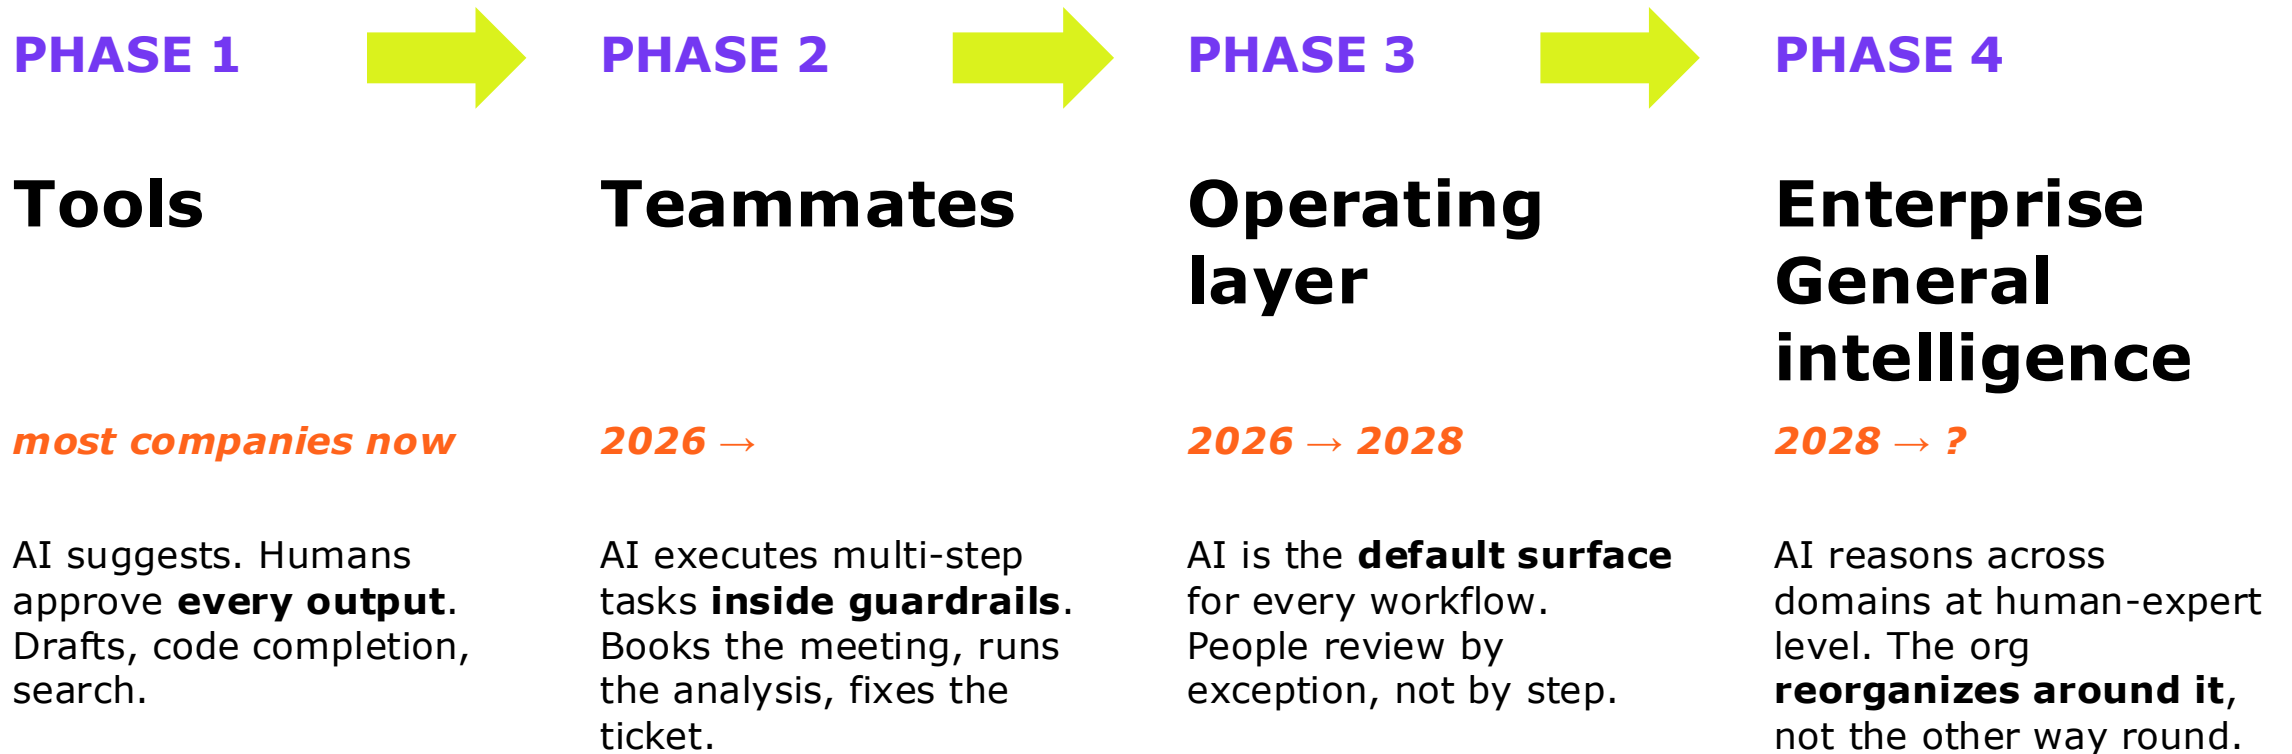 PHASE 1
Tools
most companies now
AI suggests. Humans
approve every output.
Drafts, code completion,
search.
PHASE 2
Teammates
2026 →
AI executes multi-step
tasks inside guardrails.
Books the meeting, runs
the analysis, fixes the
ticket.
PHASE 3
Operating
layer
2026 → 2028
AI is the default surface
for every workflow.
People review by
exception, not by step.
PHASE 4
Enterprise
General
intelligence
2028 → ?
AI reasons across
domains at human-expert
level. The org
reorganizes around it,
not the other way round.